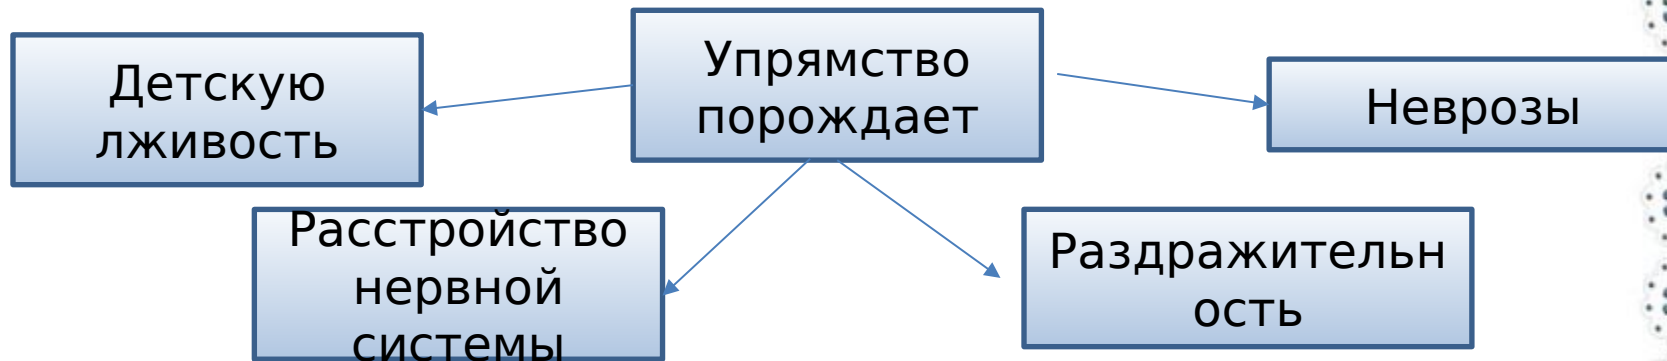 Упрямство
порождает
Детскую
лживость
Неврозы
Расстройство
нервной
системы
Раздражительн
ость